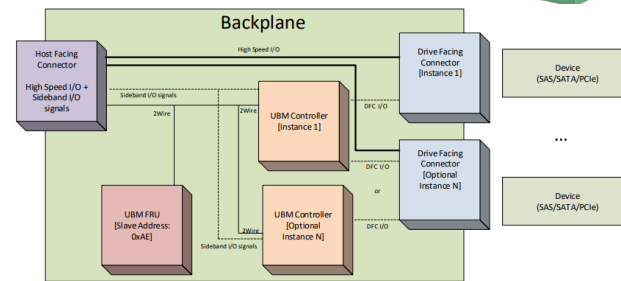 Backplane
Host Facing
Connector
High Speed I/O +
Sideband I/O
signals
High Speed I/O
Sideband I/O signals
2Wire
2Wire
UBM Controller
[Instance 1]
DFC I/O
Drive Facing
Connector
[Instance 1]
Device
(SAS/SATA/PCIe)
...
UBM FRU
[Slave Address:
0xAE]
2Wire
Sideband I/O signals
UBM Controller
[Optional
Instance N]
DFC I/O
or
DFC I/O
Drive Facing
Connector
[Optional
Instance N]
Device
(SAS/SATA/PCIe)